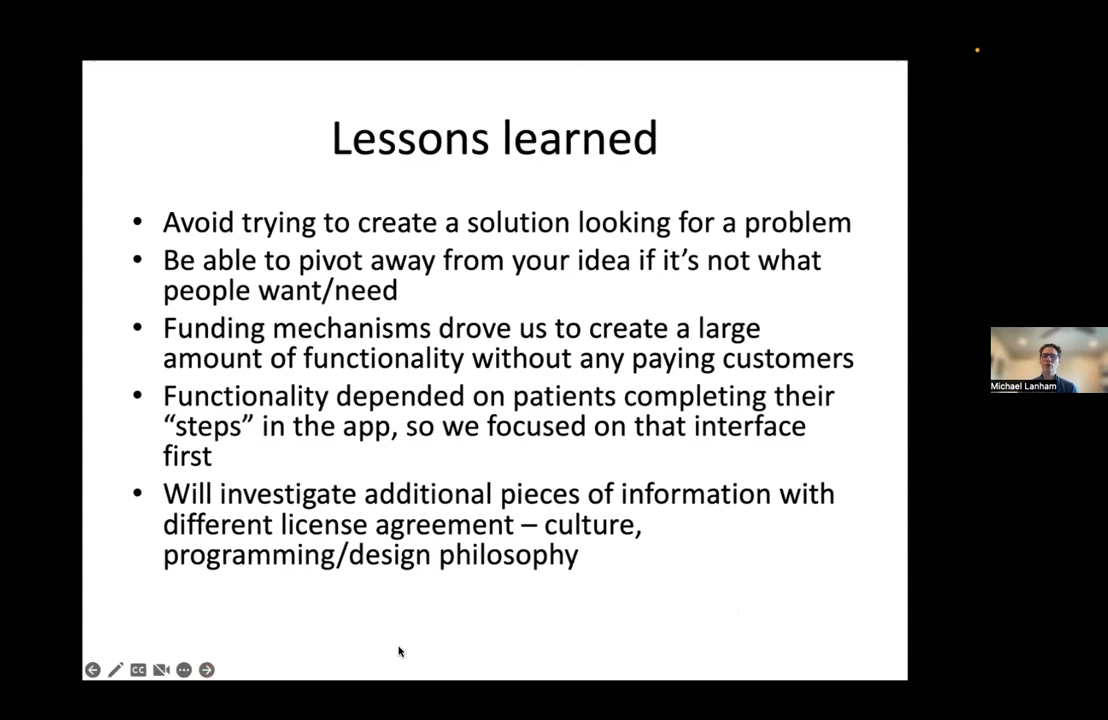 Lessons learned
• Avoid trying to create a solution looking for a problem
• Be able to pivot away from your idea if it’s not what
people want/need
• Funding mechanisms drove us to create a large
amount of functionality without any paying customers
• Functionality depended on patients completing their
“steps” in the app, so we focused on that interface
first
• Will investigate additional pieces of information with
different license agreement – culture,
programming/design philosophy
Michael Lanham
CC